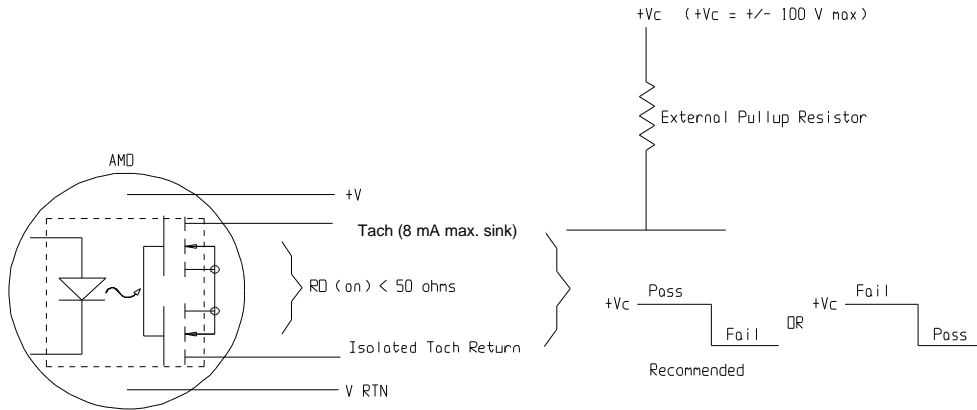 +Vc (+Vc = +/- 100 V max)
External Pullup Resistor
AMD
+V
Tach (8 mA max. sink)
RD (on) < 50 ohms
Isolated Tach Return
V RTN
+Vc Pass Fail
OR
+Vc Fail Pass
Recommended